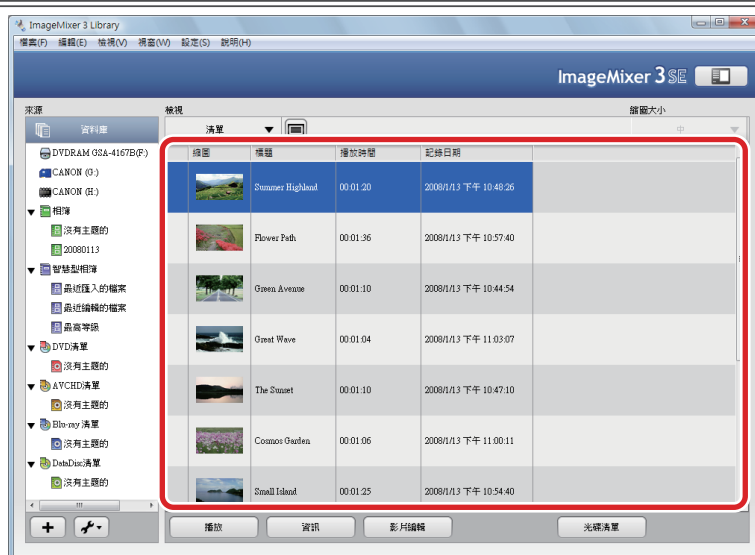 ImageMixer 3 Library
檔案(F) 編輯(E) 檢視(V) 視窗(W) 設定(S) 說明(H)
ImageMixer 3 SE
來源
檢視
縮圖大小
資料庫
清單
中
DVDRAM GSA-4167B(F:)
CANON (G:)
CANON (H:)
相簿
沒有主題的
20080113
智慧型相簿
最近匯入的檔案
最近編輯的檔案
最高等級
DVD清單
沒有主題的
AVCHD清單
沒有主題的
Blu-ray 清單
沒有主題的
DataDisc清單
沒有主題的
縮圖 標題 播放時間 記錄日期
Summer Highland 00:01:20 2008/1/13 下午 10:48:26
Flower Path 00:01:36 2008/1/13 下午 10:57:40
Green Avenue 00:01:10 2008/1/13 下午 10:44:54
Great Wave 00:01:04 2008/1/13 下午 11:03:07
The Sunset 00:01:10 2008/1/13 下午 10:47:10
Cosmos Garden 00:01:06 2008/1/13 下午 11:00:11
Small Island 00:01:25 2008/1/13 下午 10:54:40
播放 資訊 影片編輯 光碟清單